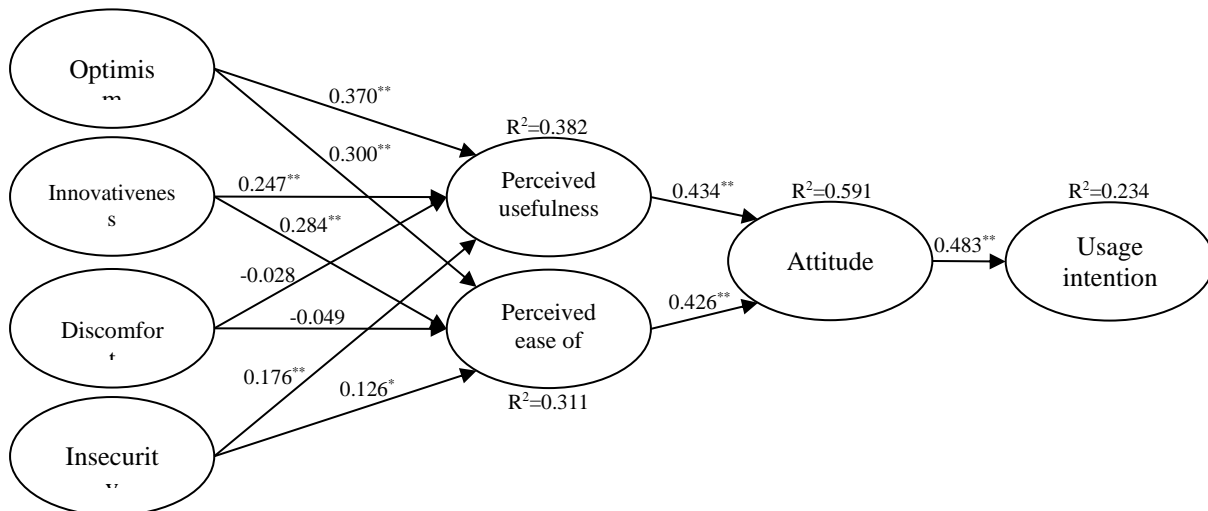 Optimis
m
0.370**
R²=0.382
0.300**
Innovativenes
s
0.247**
Perceived
usefulness
0.434**
R²=0.591
R²=0.234
0.284**
Attitude
0.483**
Usage
intention
-0.028
Discomfor
t
-0.049
Perceived
ease of
0.426**
0.176**
0.126*
R²=0.311
Insecurit
y